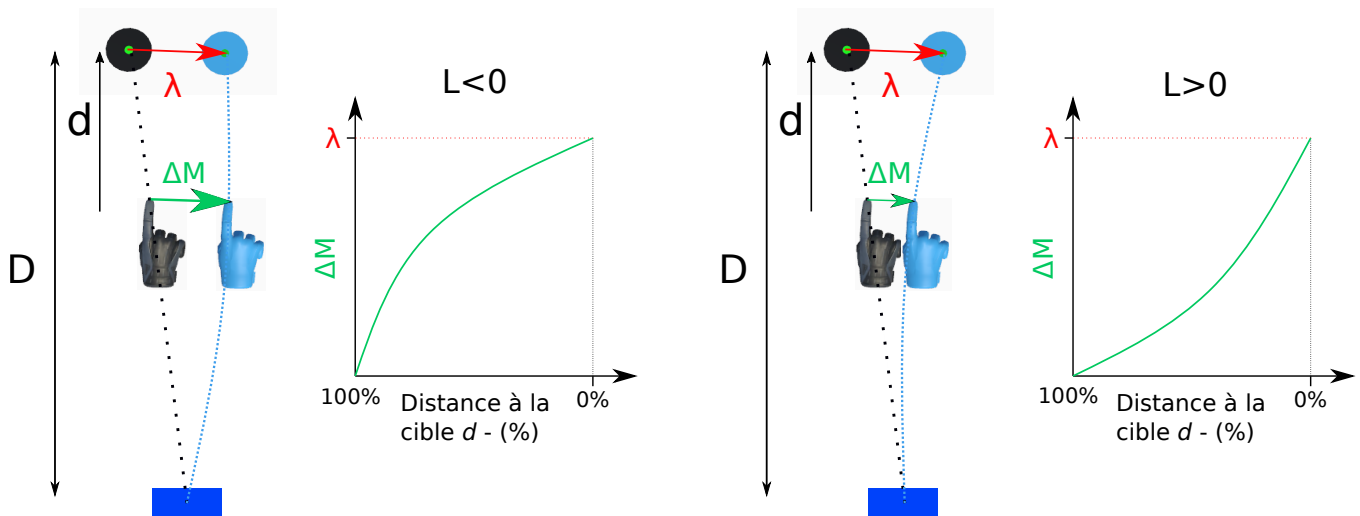 λ
d
ΔM
D
L<0
λ
ΔM
100%
0%
Distance à la
cible d - (%)
λ
d
ΔM
D
L>0
λ
ΔM
100%
0%
Distance à la
cible d - (%)